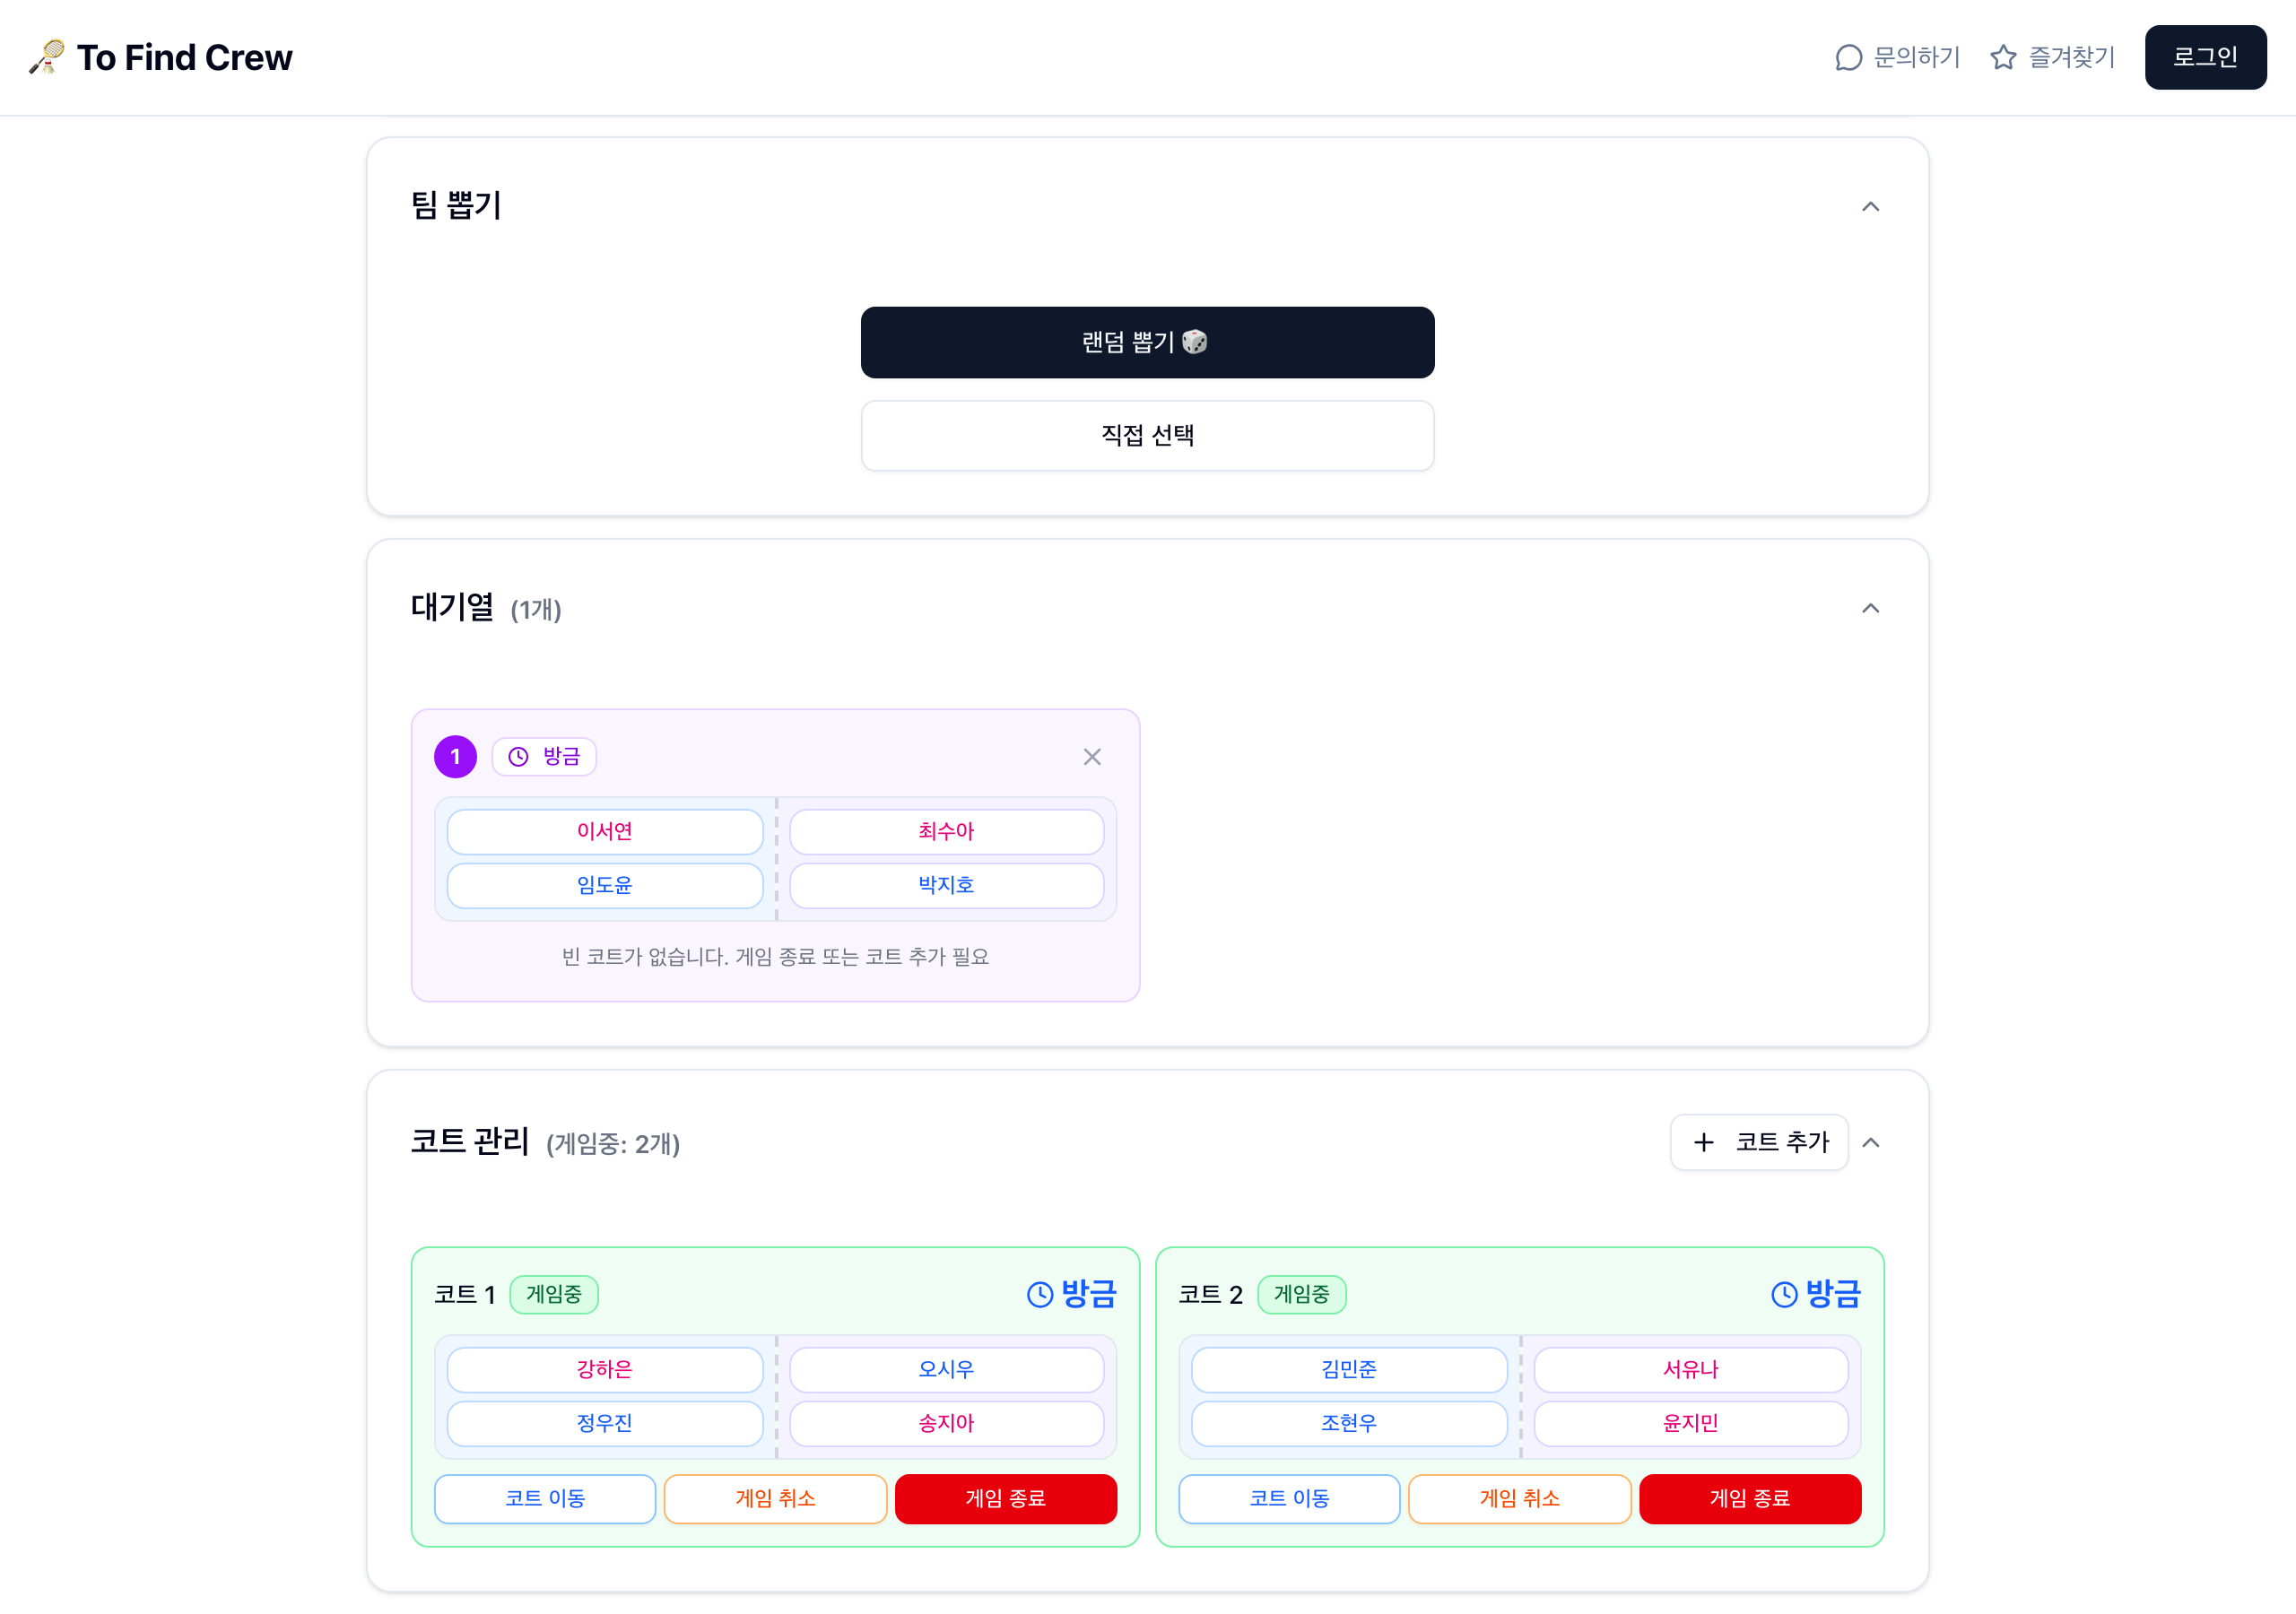 To Find Crew
문의하기
즐겨찾기
로그인
팀 뽑기
랜덤 뽑기
직접 선택
대기열 (1개)
1 방금
이서연 최수아
임도윤 박지호
빈 코트가 없습니다. 게임 종료 또는 코트 추가 필요
코트 관리 (게임중: 2개)
코트 추가
코트 1 게임중 방금
강하은 오시우
정우진 송지아
코트 이동 게임 취소 게임 종료
코트 2 게임중 방금
김민준 서유나
조현우 윤지민
코트 이동 게임 취소 게임 종료